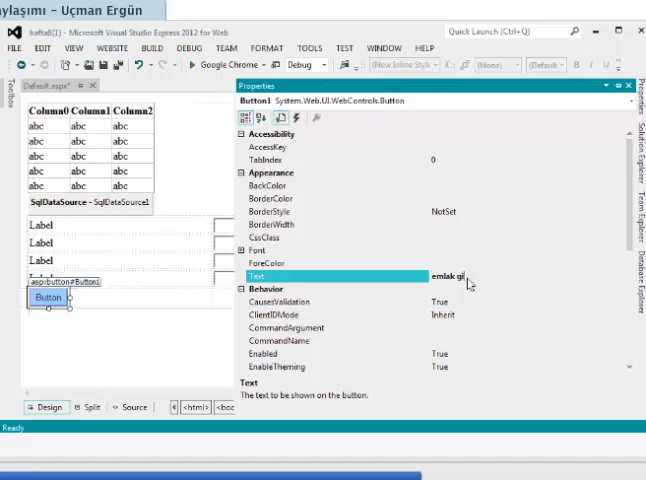 aylaşımı – Uçman Ergün
hafta8(1) - Microsoft Visual Studio Express 2012 for Web
Quick Launch (Ctrl+Q)
FILE EDIT VIEW WEBSITE BUILD DEBUG TEAM FORMAT TOOLS TEST WINDOW HELP
Google Chrome Debug (New Inline Style (None) (Default
Default.aspx*
Toolbox
Column0 Column1 Column2
abc abc abc
abc abc abc
abc abc abc
abc abc abc
abc abc abc
SqlDataSource - SqlDataSource1
Label
Label
Label
asp:button#Button1
Button
Properties
Button1 System.Web.UI.WebControls.Button
Accessibility
AccessKey
TabIndex 0
Appearance
BackColor
BorderColor
BorderStyle NotSet
BorderWidth
CssClass
Font
ForeColor
Text emlak gi
Behavior
CausesValidation True
ClientIDMode Inherit
CommandArgument
CommandName
Enabled True
EnableTheming True
Text
The text to be shown on the button.
Properties
Solution Explorer
Team Explorer
Database Explorer
Design Split Source <html> <boc
Ready